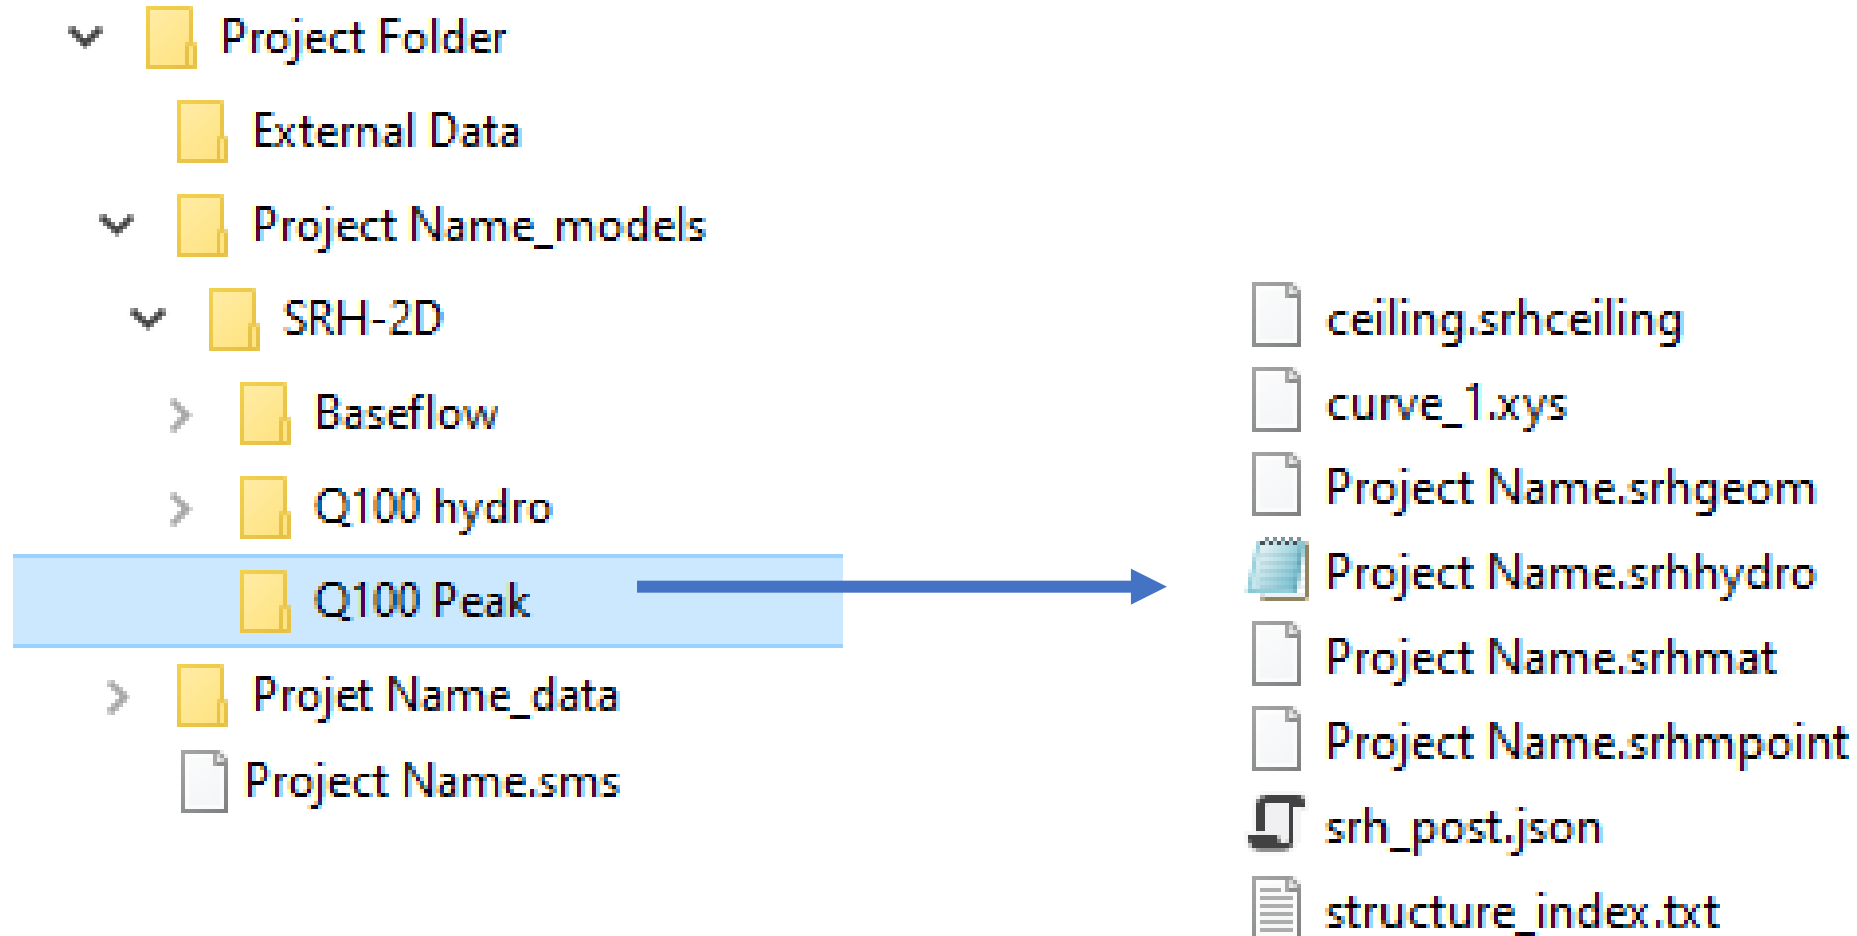 Project Folder
External Data
Project Name_models
SRH-2D
Baseflow
Q100 hydro
Q100 Peak
Projet Name_data
Project Name.sms
ceiling.srhceiling
curve_1.xys
Project Name.srhgeom
Project Name.srhhydro
Project Name.srhmat
Project Name.srhmpoint
srh_post.json
structure_index.txt